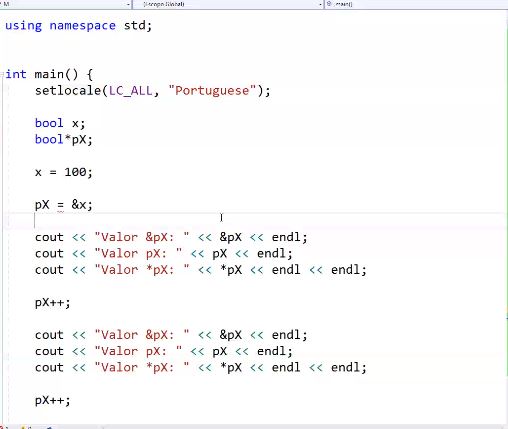 (Escopo Global)
main()
using namespace std;
int main() {
setlocale(LC_ALL, "Portuguese");
bool x;
bool*pX;
x = 100;
pX = &x;
cout << "Valor &pX: " << &pX << endl;
cout << "Valor pX: " << pX << endl;
cout << "Valor *pX: " << *pX << endl << endl;
pX++;
cout << "Valor &pX: " << &pX << endl;
cout << "Valor pX: " << pX << endl;
cout << "Valor *pX: " << *pX << endl << endl;
pX++;